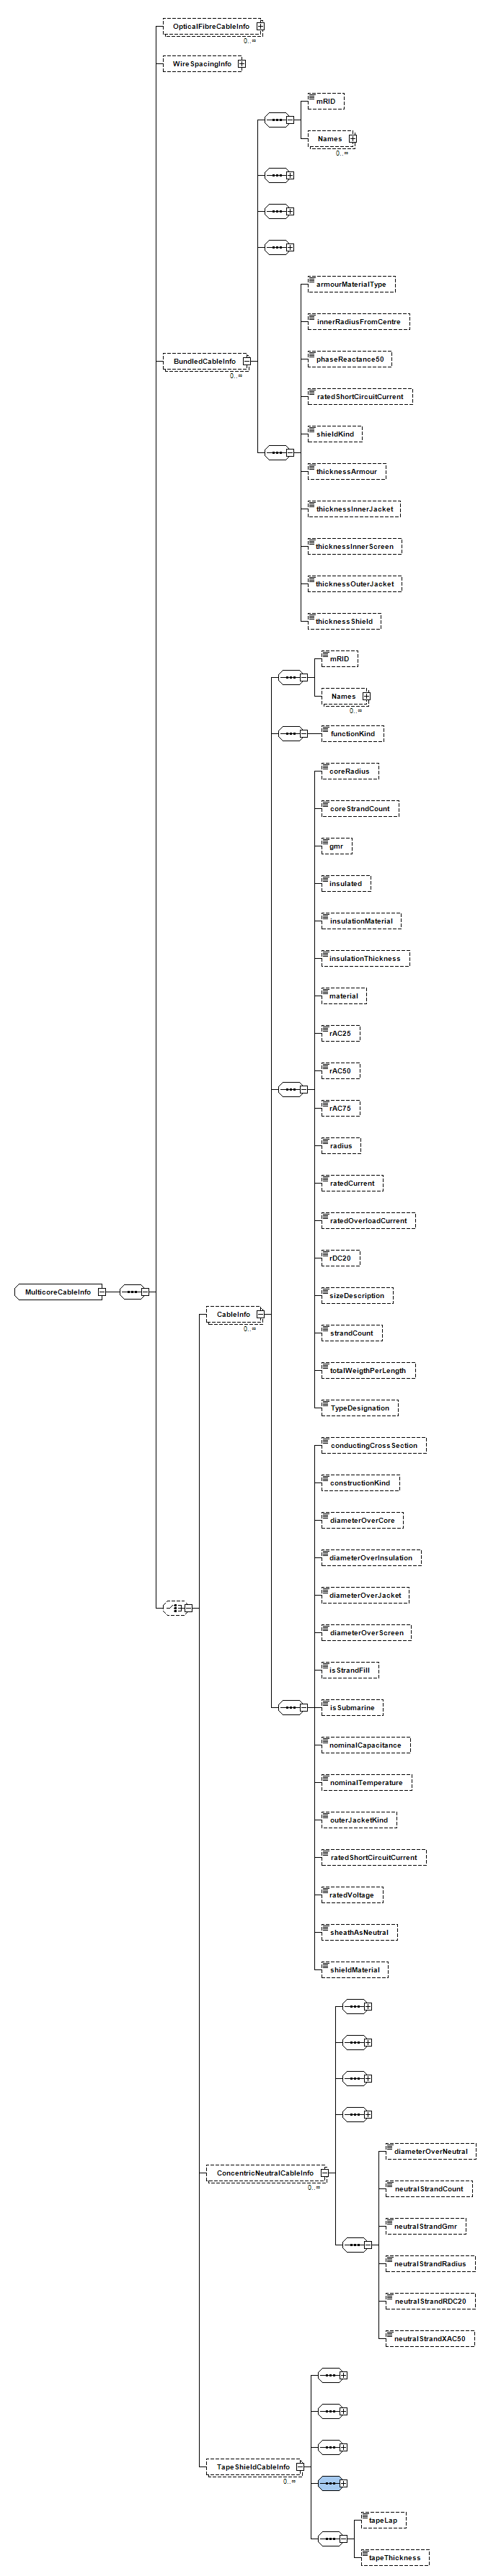 OpticalFibreCableInfo
0..∞
WireSpacingInfo
mRID
Names
0..∞
armourMaterialType
innerRadiusFromCentre
phaseReactance50
BundledCableInfo
0..∞
ratedShortCircuitCurrent
shieldKind
thicknessArmour
thicknessInnerJacket
thicknessInnerScreen
thicknessOuterJacket
thicknessShield
mRID
Names
0..∞
functionKind
coreRadius
coreStrandCount
gmr
insulated
insulationMaterial
insulationThickness
material
rAC25
rAC50
rAC75
radius
ratedCurrent
ratedOverloadCurrent
rDC20
MulticoreCableInfo
sizeDescription
CableInfo
0..∞
strandCount
totalWeigthPerLength
TypeDesignation
conductingCrossSection
constructionKind
diameterOverCore
diameterOverInsulation
diameterOverJacket
diameterOverScreen
isStrandFill
isSubmarine
nominalCapacitance
nominalTemperature
outerJacketKind
ratedShortCircuitCurrent
ratedVoltage
sheathAsNeutral
shieldMaterial
diameterOverNeutral
ConcentricNeutralCableInfo
0..∞
neutralStrandCount
neutralStrandGmr
neutralStrandRadius
neutralStrandRDC20
neutralStrandXAC50
TapeShieldCableInfo
0..∞
tapeLap
tapeThickness